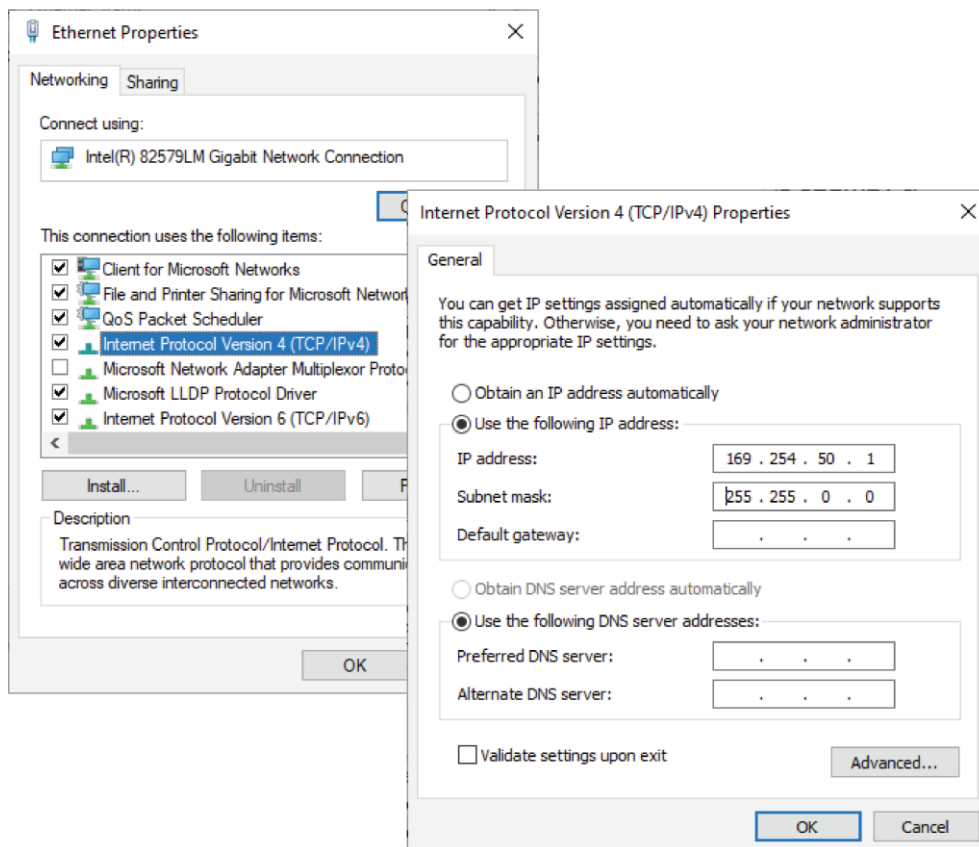 Ethernet Properties
Networking
Sharing
Connect using:
Intel(R) 82579LM Gigabit Network Connection
This connection uses the following items:
Client for Microsoft Networks
File and Printer Sharing for Microsoft Networ
QoS Packet Scheduler
Internet Protocol Version 4 (TCP/IPv4)
Microsoft Network Adapter Multiplexor Proto
Microsoft LLDP Protocol Driver
Internet Protocol Version 6 (TCP/IPv6)
Install...
Uninstall
Description
Transmission Control Protocol/Internet Protocol. Th
wide area network protocol that provides communi
across diverse interconnected networks.
OK
Internet Protocol Version 4 (TCP/IPv4) Properties
General
You can get IP settings assigned automatically if your network supports
this capability. Otherwise, you need to ask your network administrator
for the appropriate IP settings.
Obtain an IP address automatically
Use the following IP address:
IP address:
169 . 254 . 50 . 1
Subnet mask:
255 . 255 . 0 . 0
Default gateway:
. . .
Obtain DNS server address automatically
Use the following DNS server addresses:
Preferred DNS server:
. . .
Alternate DNS server:
. . .
Validate settings upon exit
Advanced...
OK
Cancel